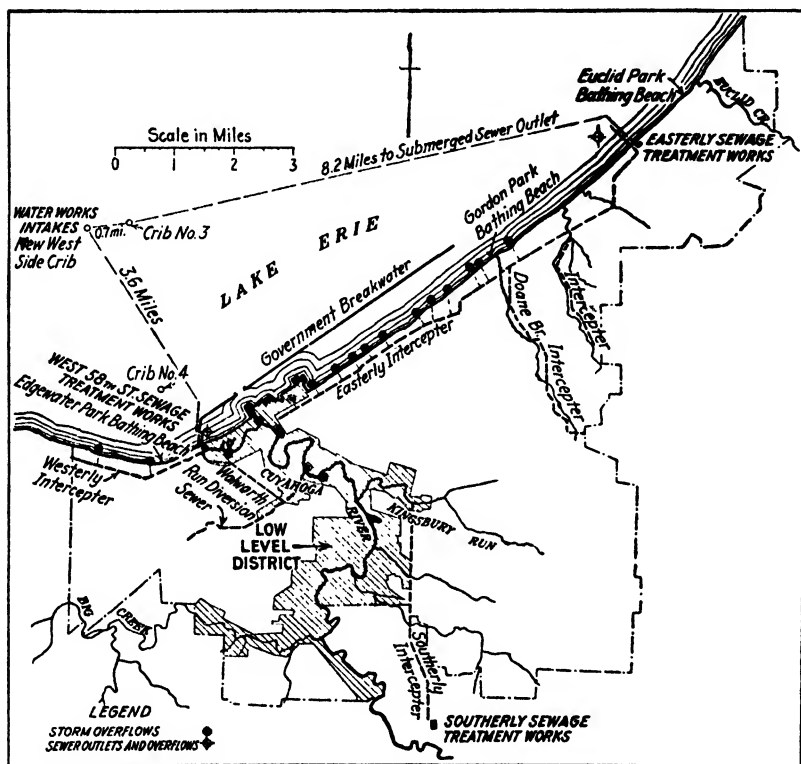 Euclid Park
Bathing Beach
EUCLID CR.
EASTERLY SEWAGE
TREATMENT WORKS
Scale in Miles
0 1 2 3
8.2 Miles to Submerged Sewer Outlet
Gordon Park
Bathing Beach
WATER WORKS
INTAKES
New West
Side Crib
0.7 mi.
Crib No. 3
LAKE ERIE
3.6 Miles
Government Breakwater
Easterly Intercepter
Doane Br. Intercepter
Intercepter
Crib No. 4
WEST 58TH ST. SEWAGE
TREATMENT WORKS
Edgewater Park Bathing Beach
Westerly
Intercepter
Walworth
Run Diversion
Sewer
CUYAHOGA
RIVER
KINGSBURY RUN
LOW
LEVEL
DISTRICT
BIG CREEK
Southerly
Intercepter
SOUTHERLY SEWAGE
TREATMENT WORKS
LEGEND
STORM OVERFLOWS
SEWER OUTLETS AND OVERFLOWS